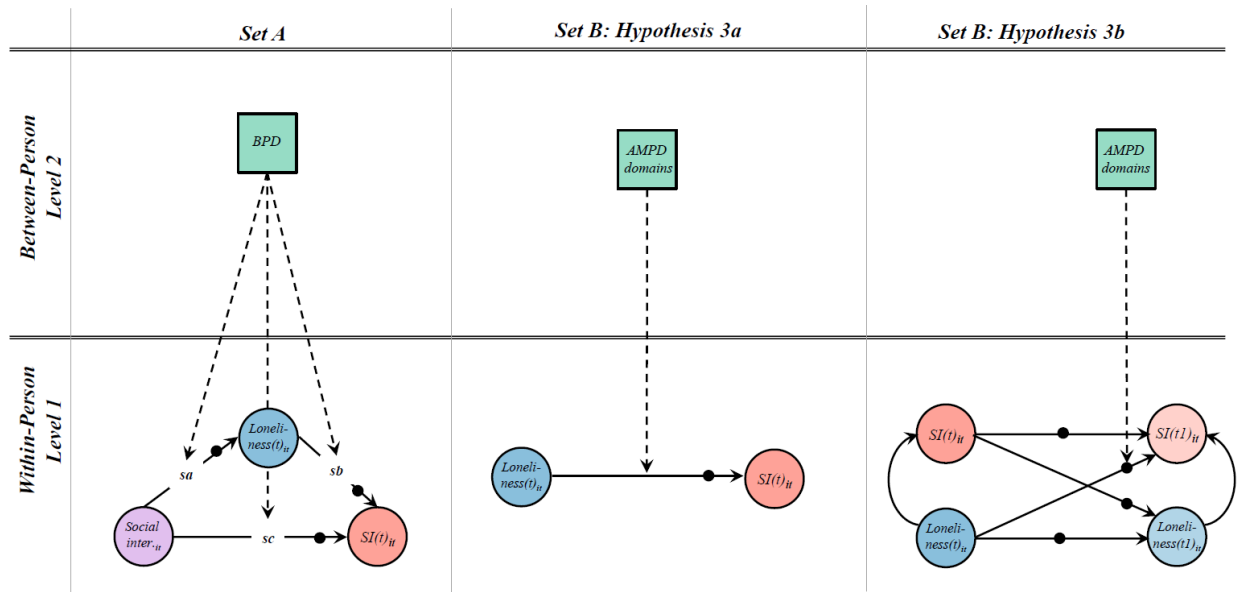 Set A
Set B: Hypothesis 3a
Set B: Hypothesis 3b
Between-Person
Level 2
BPD
AMPD
domains
AMPD
domains
Within-Person
Level 1
Loneli-
ness(t)it
sa
sb
Social
inter.it
sc
SI(t)it
Loneli-
ness(t)it
SI(t)it
SI(t)it
SI(t1)it
Loneli-
ness(t)it
Loneli-
ness(t1)it